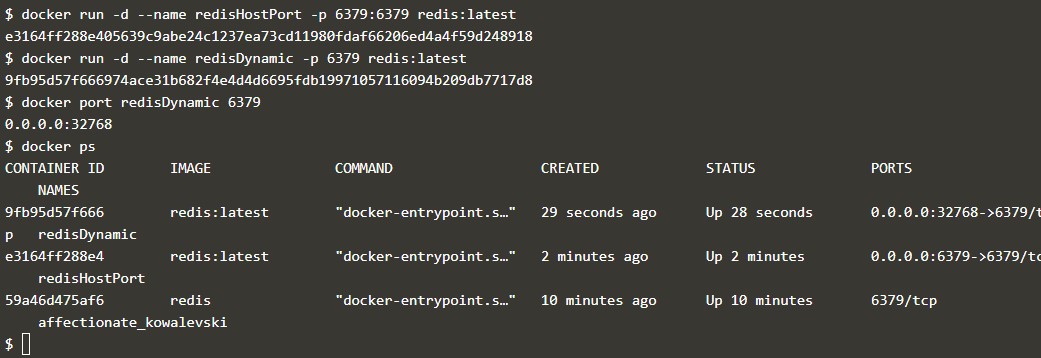 $ docker run -d --name redisHostPort -p 6379:6379 redis:latest
e3164ff288e405639c9abe24c1237ea73cd11980fdaf66206ed4a4f59d248918
$ docker run -d --name redisDynamic -p 6379 redis:latest
9fb95d57f666974ace31b682f4e4d4d6695fdb19971057116094b209db7717d8
$ docker port redisDynamic 6379
0.0.0.0:32768
$ docker ps
CONTAINER ID        IMAGE               COMMAND                  CREATED             STATUS              PORTS
    NAMES
9fb95d57f666        redis:latest        "docker-entrypoint.s…"   29 seconds ago      Up 28 seconds       0.0.0.0:32768->6379/t
p   redisDynamic
e3164ff288e4        redis:latest        "docker-entrypoint.s…"   2 minutes ago       Up 2 minutes        0.0.0.0:6379->6379/tc
    redisHostPort
59a46d475af6        redis               "docker-entrypoint.s…"   10 minutes ago      Up 10 minutes       6379/tcp
    affectionate_kowalevski
$